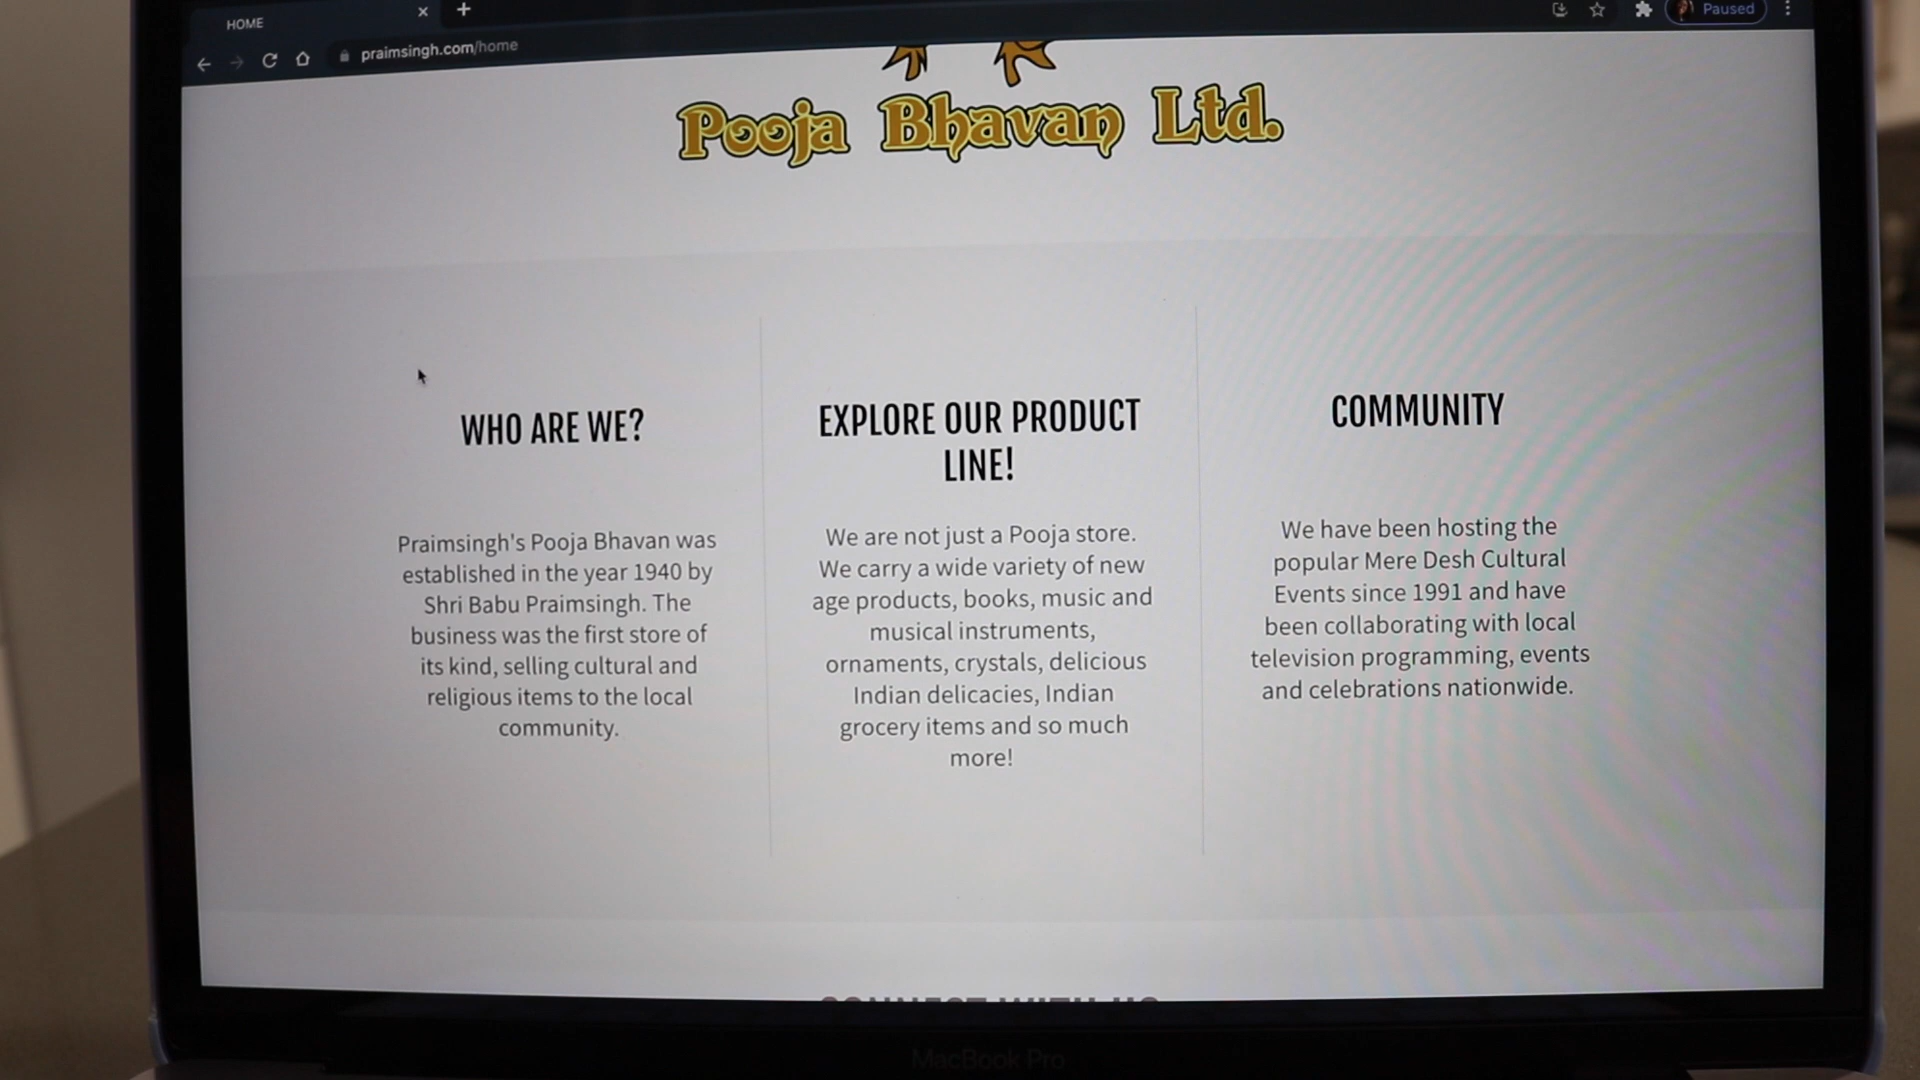 HOME
Paused
praimsingh.com/home
Pooja Bhavan Ltd.
WHO ARE WE?
Praimsingh's Pooja Bhavan was
established in the year 1940 by
Shri Babu Praimsingh. The
business was the first store of
its kind, selling cultural and
religious items to the local
community.
EXPLORE OUR PRODUCT
LINE!
We are not just a Pooja store.
We carry a wide variety of new
age products, books, music and
musical instruments,
ornaments, crystals, delicious
Indian delicacies, Indian
grocery items and so much
more!
COMMUNITY
We have been hosting the
popular Mere Desh Cultural
Events since 1991 and have
been collaborating with local
television programming, events
and celebrations nationwide.
CONNECT WITH US
MacBook Pro